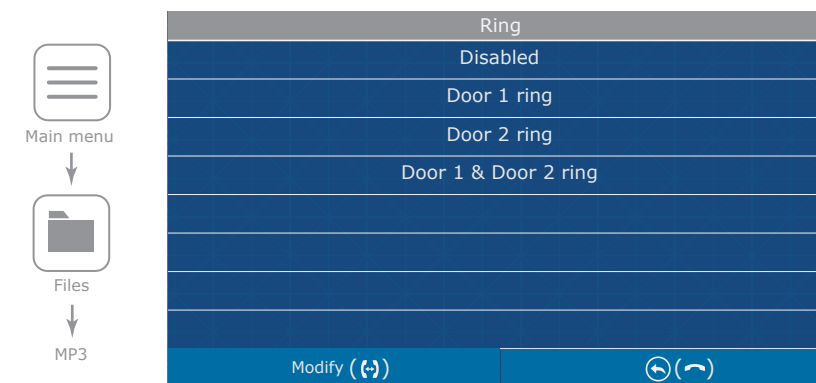 Main menu
Files
MP3
Ring
Disabled
Door 1 ring
Door 2 ring
Door 1 & Door 2 ring
Modify